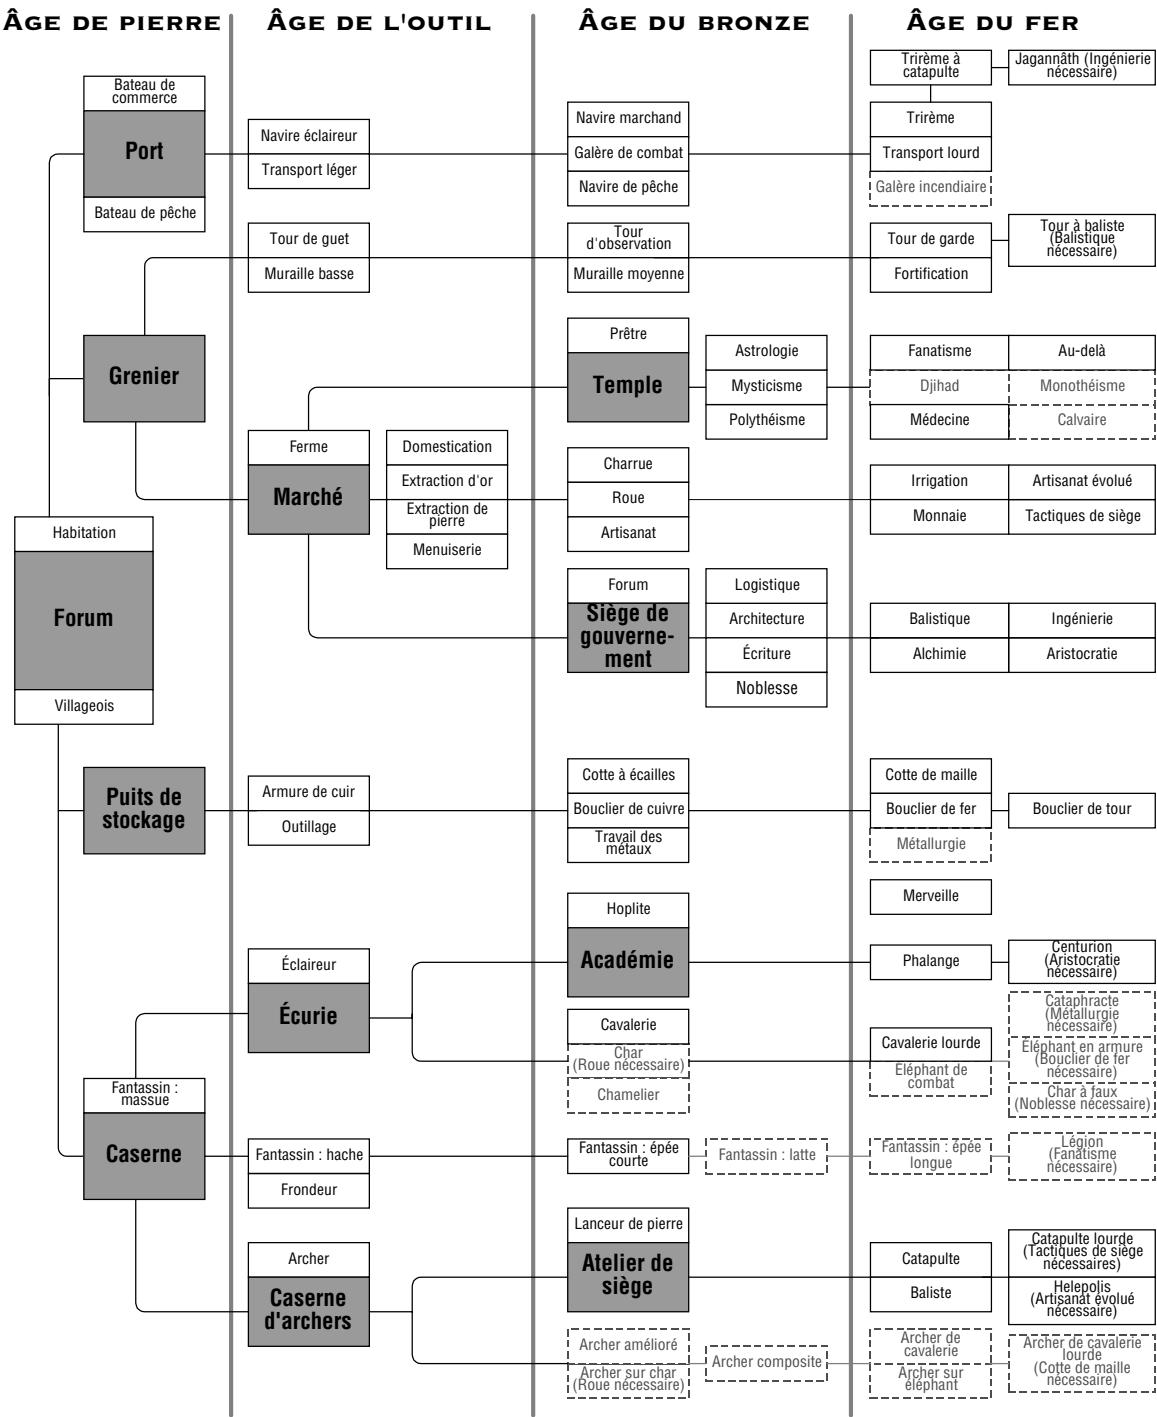 ÂGE DE PIERRE
ÂGE DE L'OUTIL
ÂGE DU BRONZE
ÂGE DU FER
Bateau de
commerce
Port
Bateau de pêche
Navire éclaireur
Transport léger
Navire marchand
Galère de combat
Navire de pêche
Trirème à
catapulte
Jagannâth (Ingénierie
nécessaire)
Trirème
Transport lourd
Galère incendiaire
Tour de guet
Muraille basse
Tour
d'observation
Muraille moyenne
Tour de garde
Fortification
Tour à baliste
(Balistique
nécessaire)
Grenier
Prêtre
Temple
Astrologie
Mysticisme
Polythéisme
Fanatisme
Au-delà
Djihad
Monothéisme
Médecine
Calvaire
Ferme
Marché
Domestication
Extraction d'or
Extraction de
pierre
Menuiserie
Charrue
Roue
Artisanat
Irrigation
Artisanat évolué
Monnaie
Tactiques de siège
Habitation
Forum
Villageois
Forum
Siège de
gouverne-
ment
Logistique
Architecture
Écriture
Noblesse
Balistique
Ingénierie
Alchimie
Aristocratie
Puits de
stockage
Armure de cuir
Outillage
Cotte à écailles
Bouclier de cuivre
Travail des
métaux
Cotte de maille
Bouclier de fer
Métallurgie
Bouclier de tour
Merveille
Hoplite
Académie
Phalange
Centurion
(Aristocratie
nécessaire)
Éclaireur
Écurie
Cavalerie
Char
(Roue nécessaire)
Chamelier
Cavalerie lourde
Éléphant de
combat
Cataphracte
(Métallurgie
nécessaire)
Éléphant en armure
(Bouclier de fer
nécessaire)
Char à faux
(Noblesse nécessaire)
Fantassin :
massue
Caserne
Fantassin : hache
Frondeur
Fantassin : épée
courte
Fantassin : latte
Fantassin : épée
longue
Légion
(Fanatisme
nécessaire)
Archer
Caserne
d'archers
Lanceur de pierre
Atelier de
siège
Catapulte
Baliste
Catapulte lourde
(Tactiques de siège
nécessaires)
Helepolis
(Artisanat évolué
nécessaire)
Archer amélioré
Archer sur char
(Roue nécessaire)
Archer composite
Archer de
cavalerie
Archer sur
éléphant
Archer de cavalerie
lourde
(Cotte de maille
nécessaire)